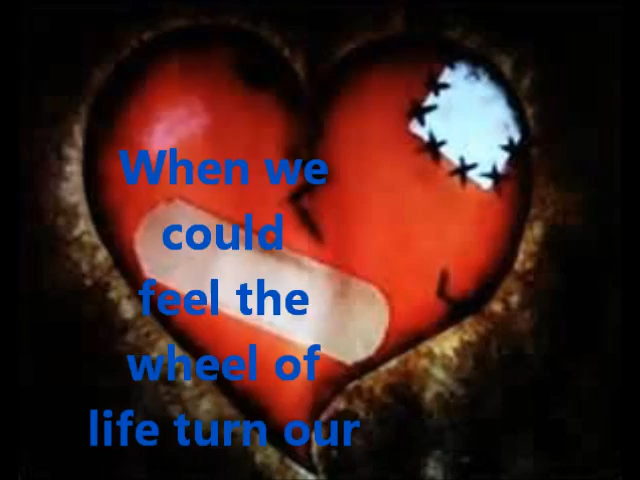 When we
could
feel the
wheel of
life turn our